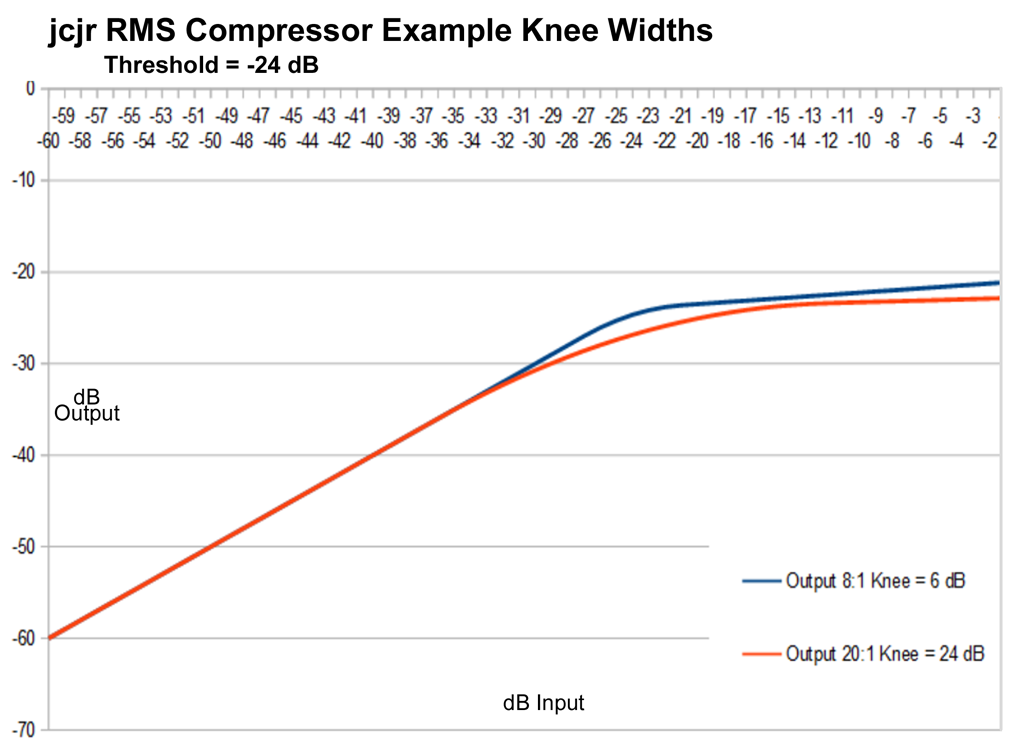 jcjr RMS Compressor Example Knee Widths
Threshold = -24 dB
0
-59 -57 -55 -53 -51 -49 -47 -45 -43 -41 -39 -37 -35 -33 -31 -29 -27 -25 -23 -21 -19 -17 -15 -13 -11 -9 -7 -5 -3
-60 -58 -56 -54 -52 -50 -48 -46 -44 -42 -40 -38 -36 -34 -32 -30 -28 -26 -24 -22 -20 -18 -16 -14 -12 -10 -8 -6 -4 -2
-10
-20
-30
dB
Output
-40
-50
Output 8:1 Knee = 6 dB
-60
Output 20:1 Knee = 24 dB
dB Input
-70